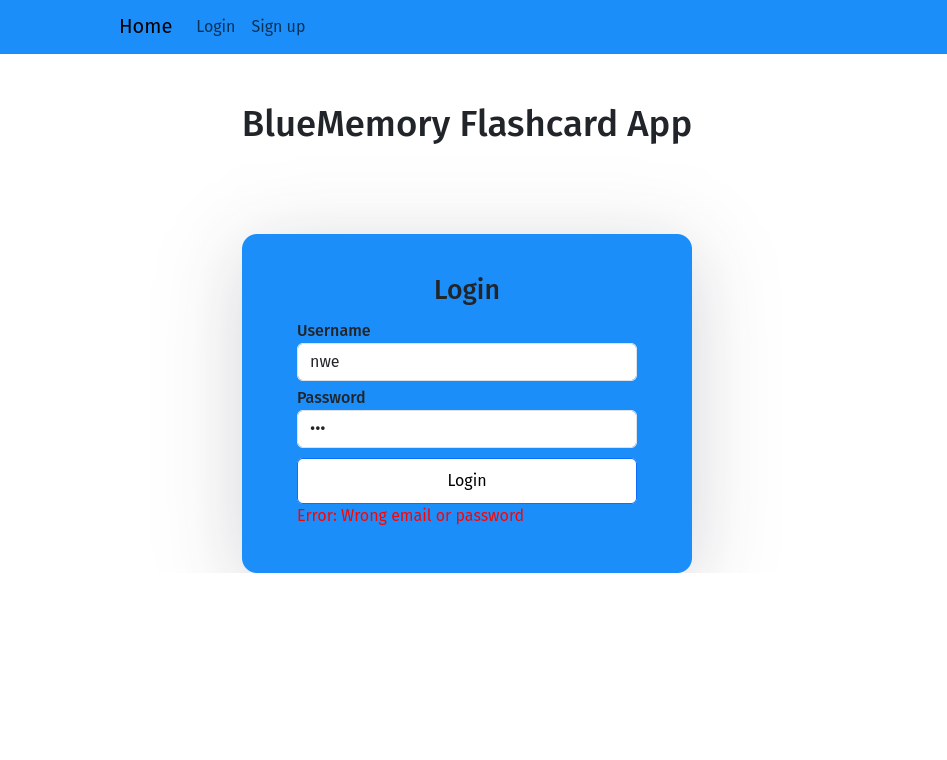 Home Login Sign up
BlueMemory Flashcard App
Login
Username
nwe
Password
•••
Login
Error: Wrong email or password